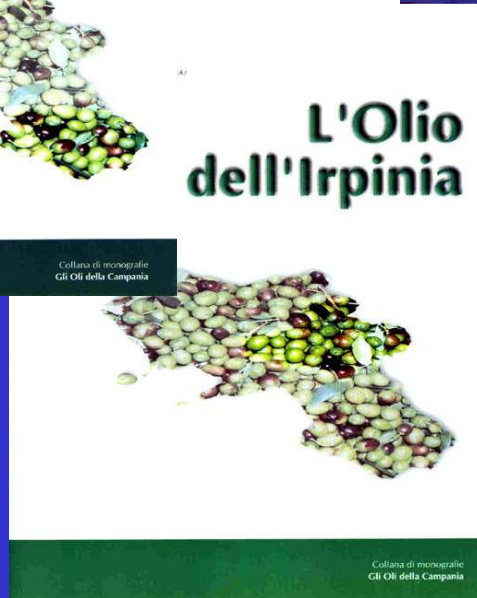 L'Olio
dell'Irpinia
Collana di monografie
Gli Oli della Campania
Collana di monografie
Gli Oli della Campania